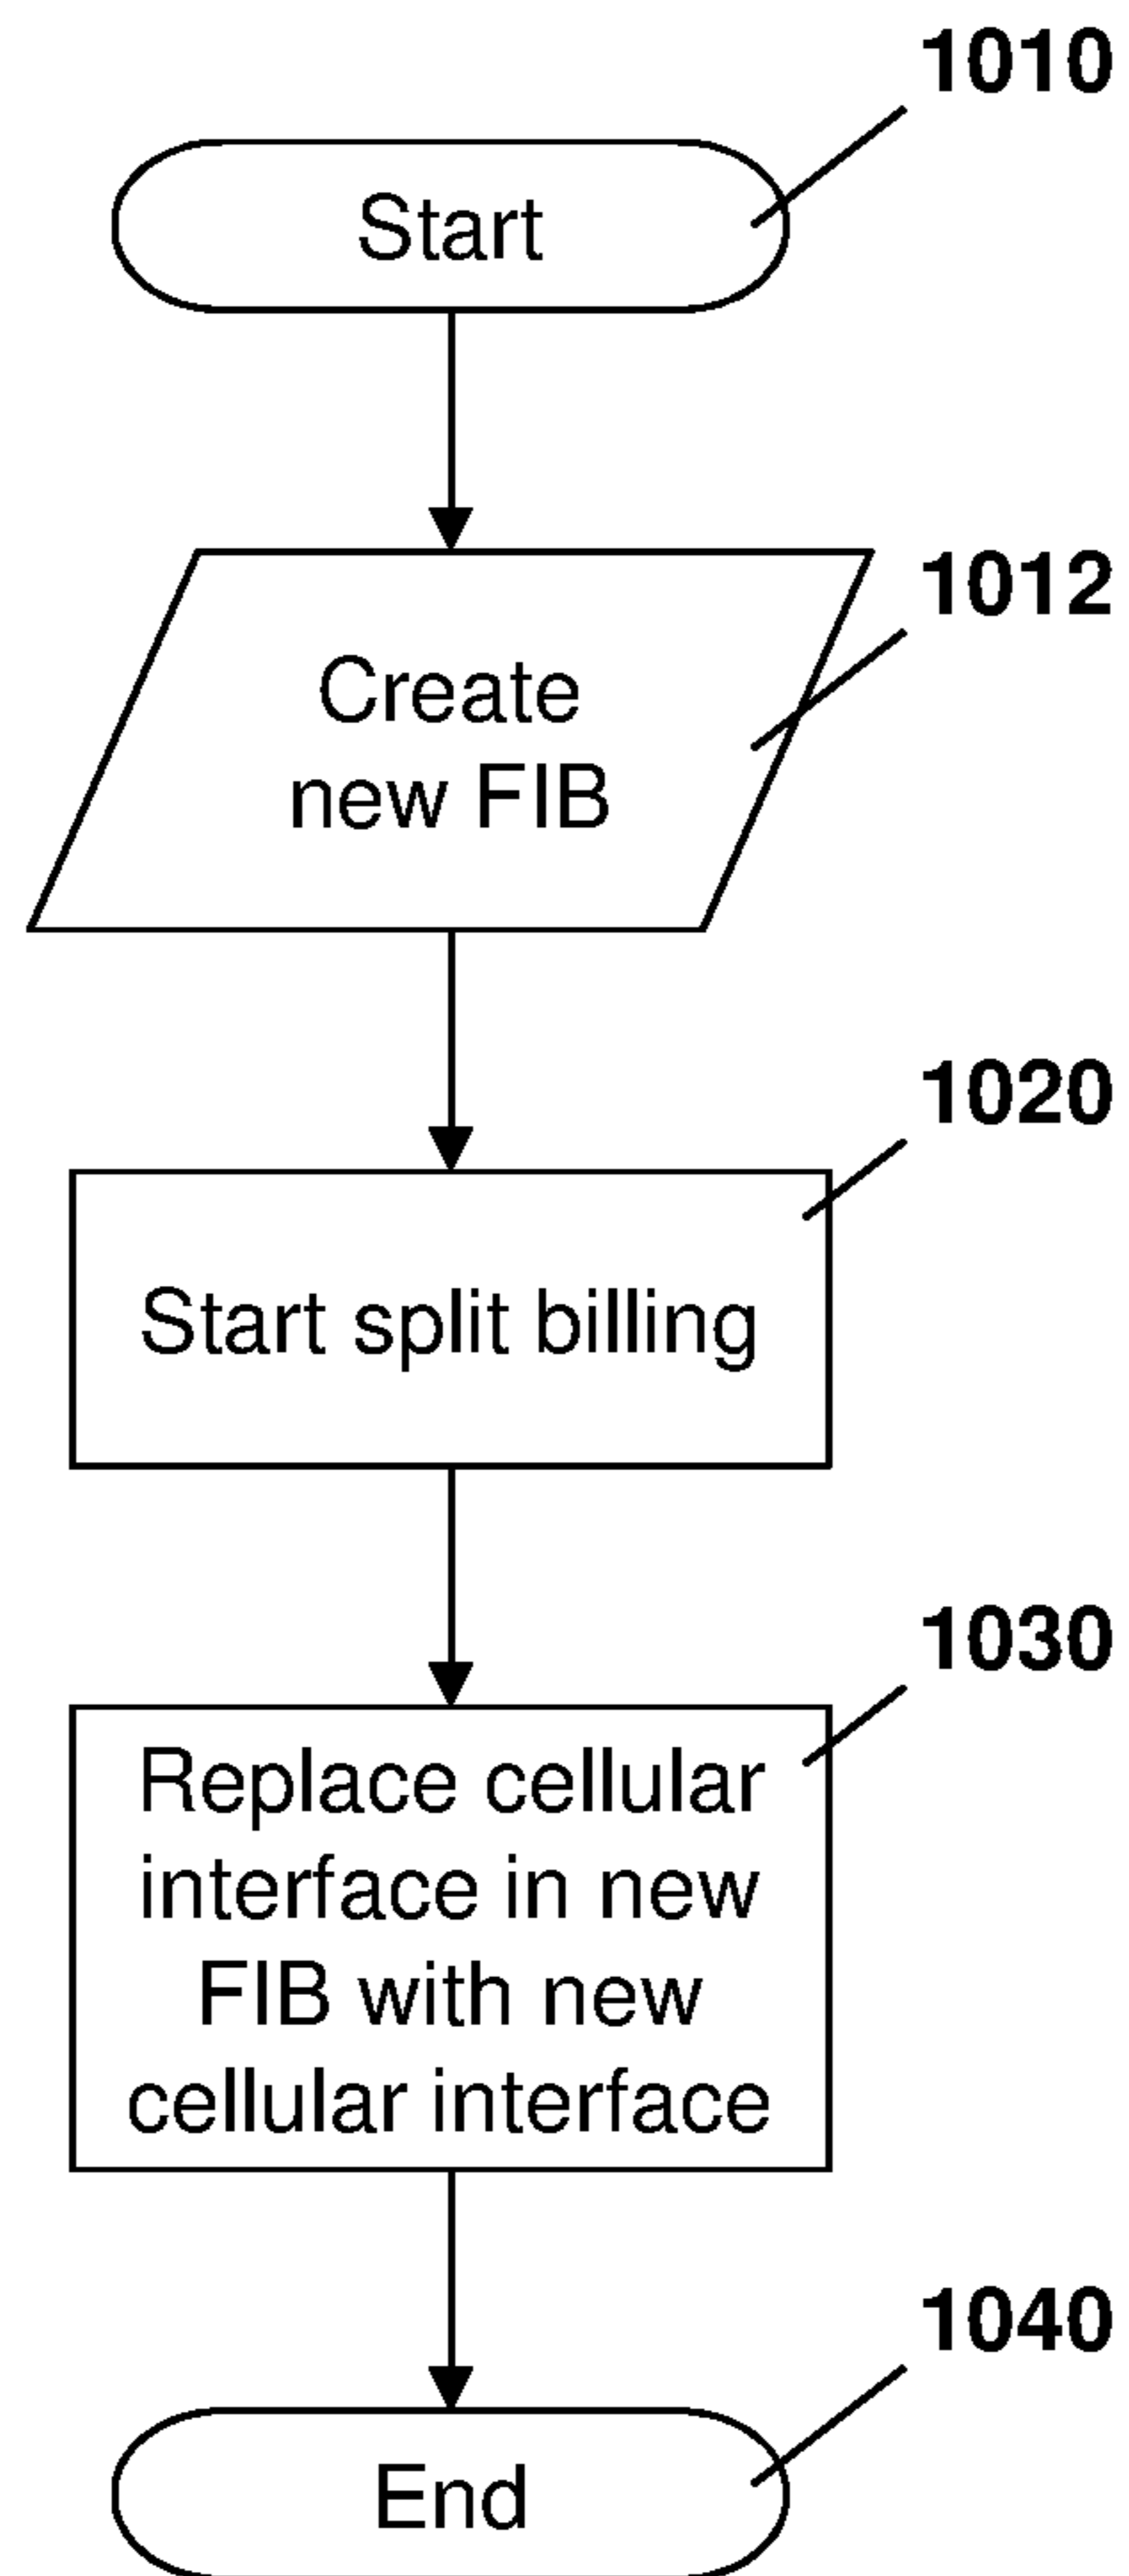 1010
Start
1012
Create
new FIB
1020
Start split billing
1030
Replace cellular
interface in new
FIB with new
cellular interface
1040
End